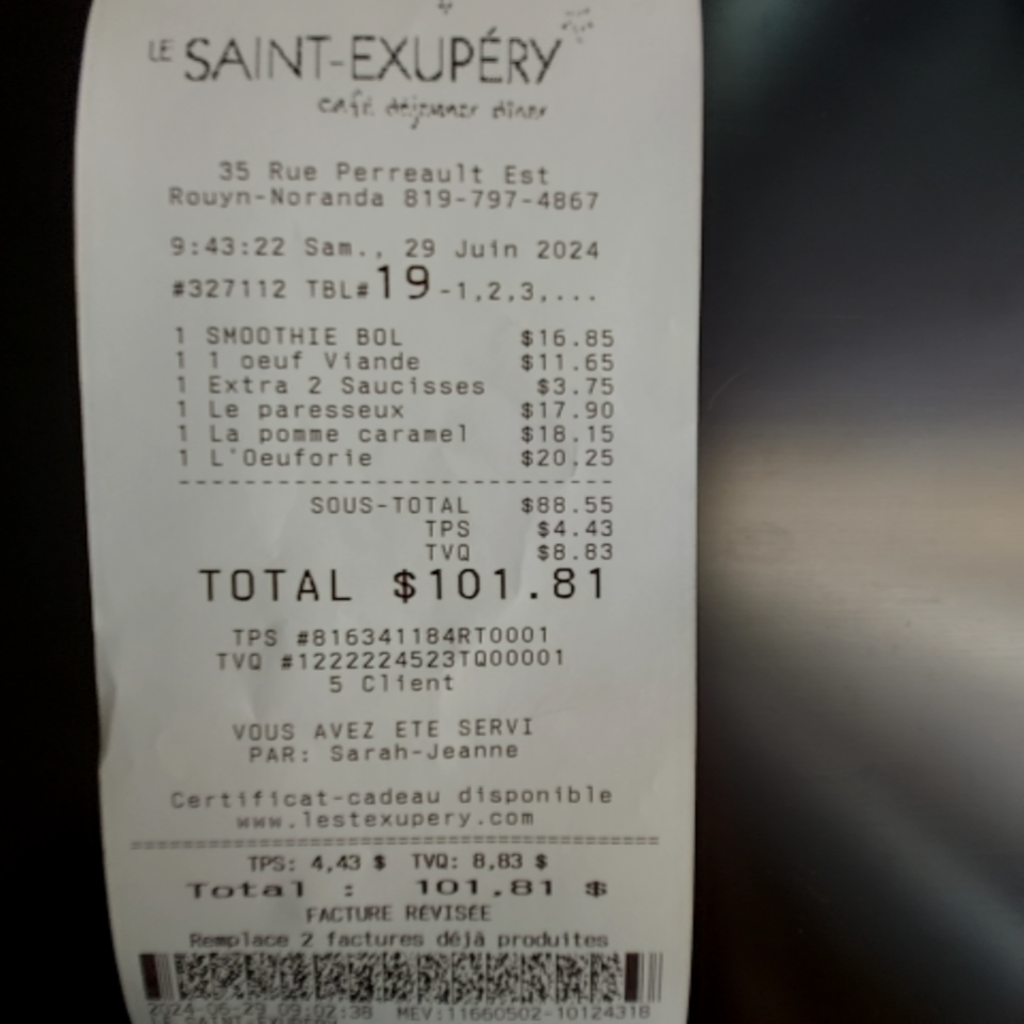 LE SAINT-EXUPÉRY
café déjeuner dîner
35 Rue Perreault Est
Rouyn-Noranda 819-797-4867
9:43:22 Sam., 29 Juin 2024
#327112 TBL#19-1,2,3,...
1 SMOOTHIE BOL $16.85
1 1 oeuf Viande $11.65
1 Extra 2 Saucisses $3.75
1 Le paresseux $17.90
1 La pomme caramel $18.15
1 L'Oeuforie $20.25
-----------------------------
SOUS-TOTAL $88.55
TPS $4.43
TVQ $8.83
TOTAL $101.81
TPS #816341184RT0001
TVQ #1222224523TQ00001
5 Client
VOUS AVEZ ETE SERVI
PAR: Sarah-Jeanne
Certificat-cadeau disponible
www.lestexupery.com
==========================================
TPS: 4,43 $ TVQ: 8,83 $
Total : 101,81 $
FACTURE RÉVISÉE
Remplace 2 factures déjà produites
2024-06-29 09:02:38 MEV:11660502-10124318
LE SAINT-EXUPERY